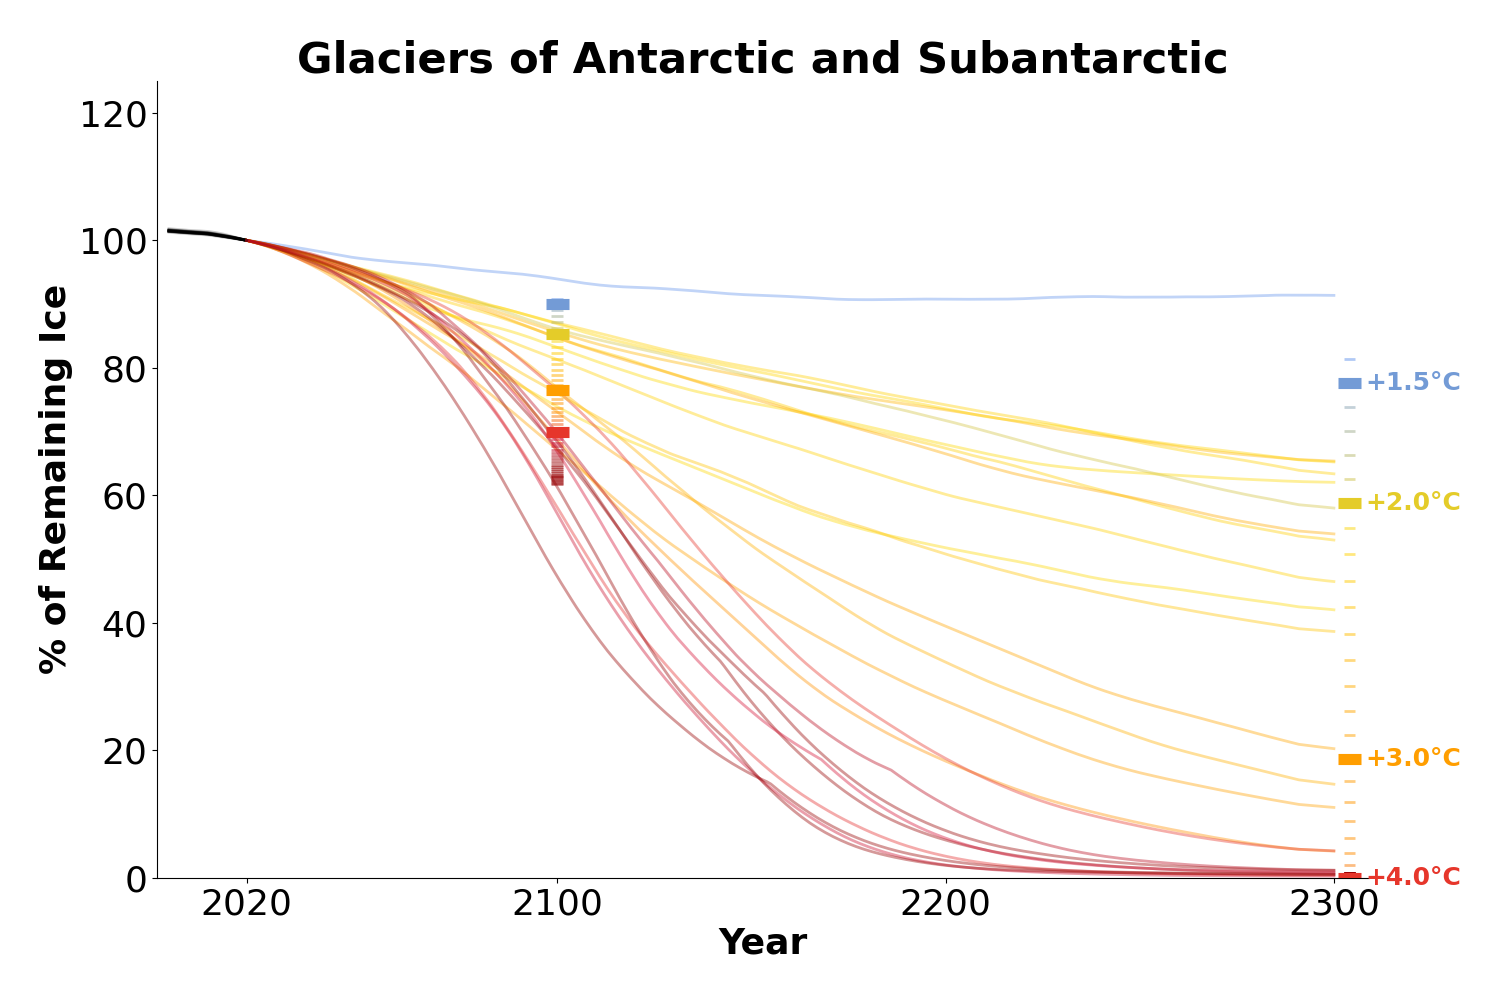 Glaciers of Antarctic and Subantarctic
% of Remaining Ice
120
100
80
60
40
20
0
+1.5°C
+2.0°C
+3.0°C
+4.0°C
2020 2100 2200 2300
Year